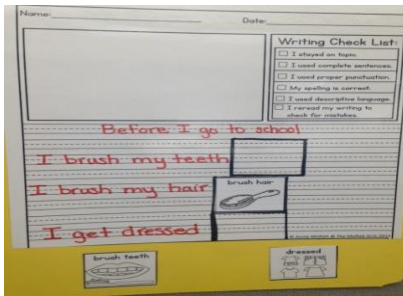 Name:
Date:
Writing Check List:
I stayed on topic.
I used complete sentences.
I used proper punctuation.
My spelling is correct.
I used descriptive language.
I reread my writing to
check for mistakes.
Before I go to school
I brush my teeth
I brush my hair
brush hair
I get dressed
brush teeth
dressed